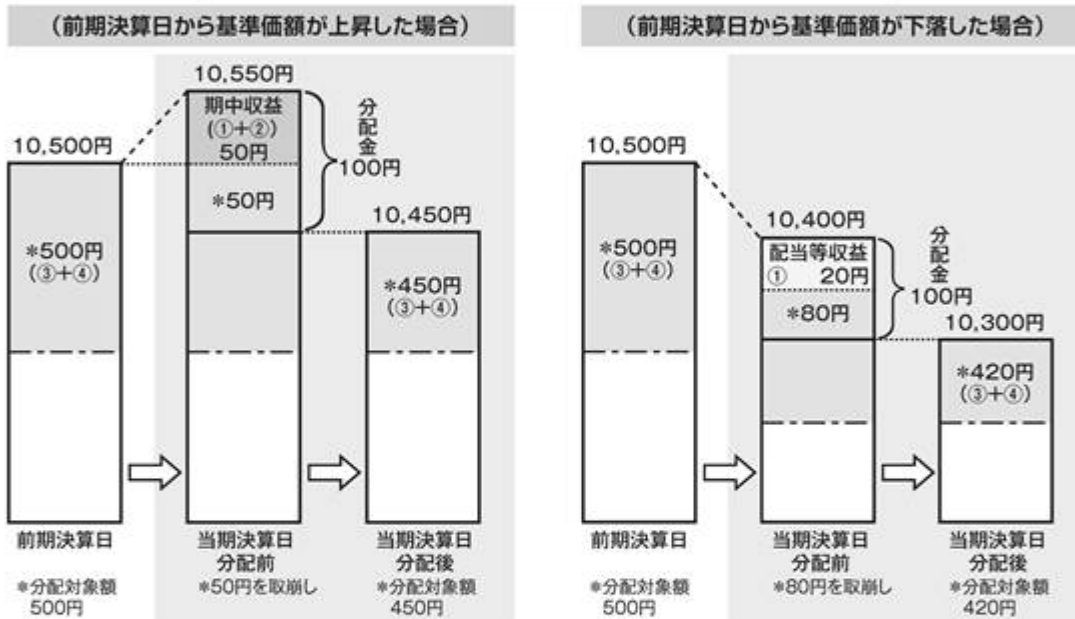 (前期決算日から基準価額が上昇した場合)
10,550円
期中収益
(①+②)
50円
*50円
分配金
100円
10,500円
*500円
(③+④)
10,450円
*450円
(③+④)
前期決算日
*分配対象額
500円
当期決算日
分配前
*50円を取崩し
当期決算日
分配後
*分配対象額
450円
(前期決算日から基準価額が下落した場合)
10,500円
*500円
(③+④)
10,400円
配当等収益
① 20円
*80円
分配金
100円
10,300円
*420円
(③+④)
前期決算日
*分配対象額
500円
当期決算日
分配前
*80円を取崩し
当期決算日
分配後
*分配対象額
420円